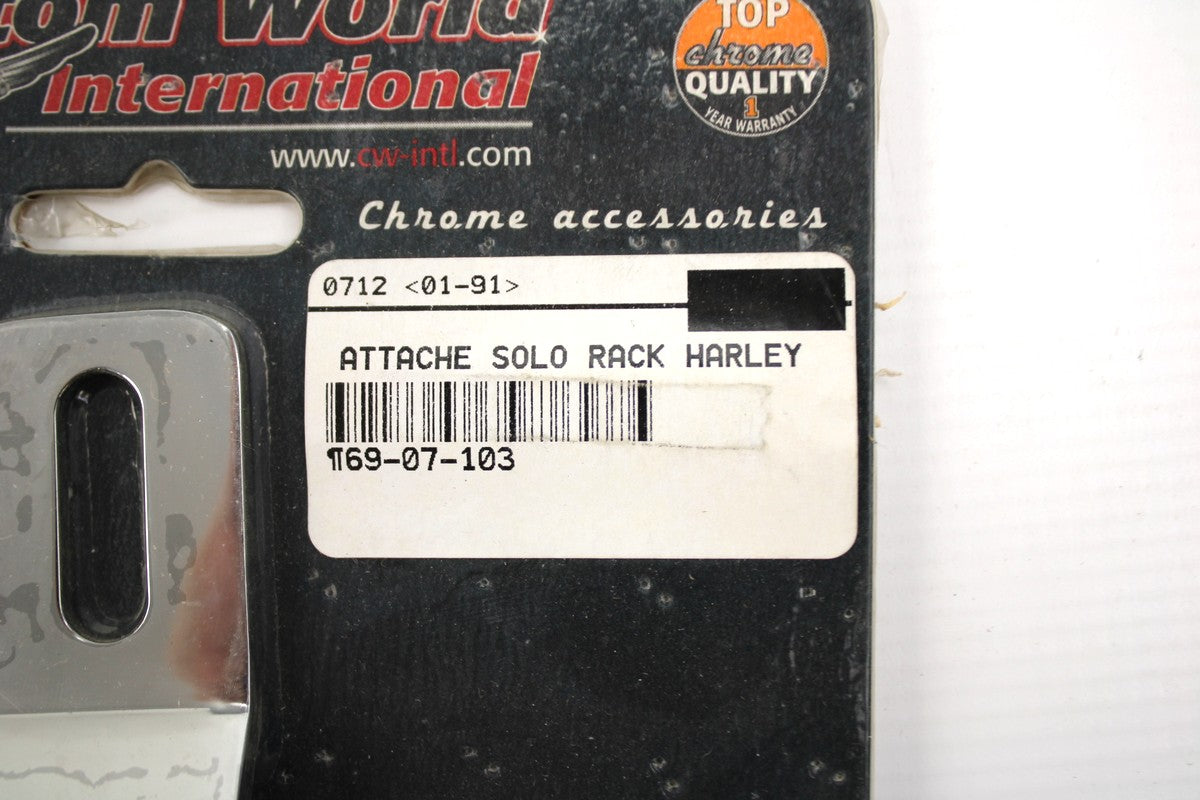 World
International
www.cw-intl.com
TOP
chrome
QUALITY
1
YEAR WARRANTY
Chrome accessories
0712 <01-91>
ATTACHE SOLO RACK HARLEY
¶69-07-103